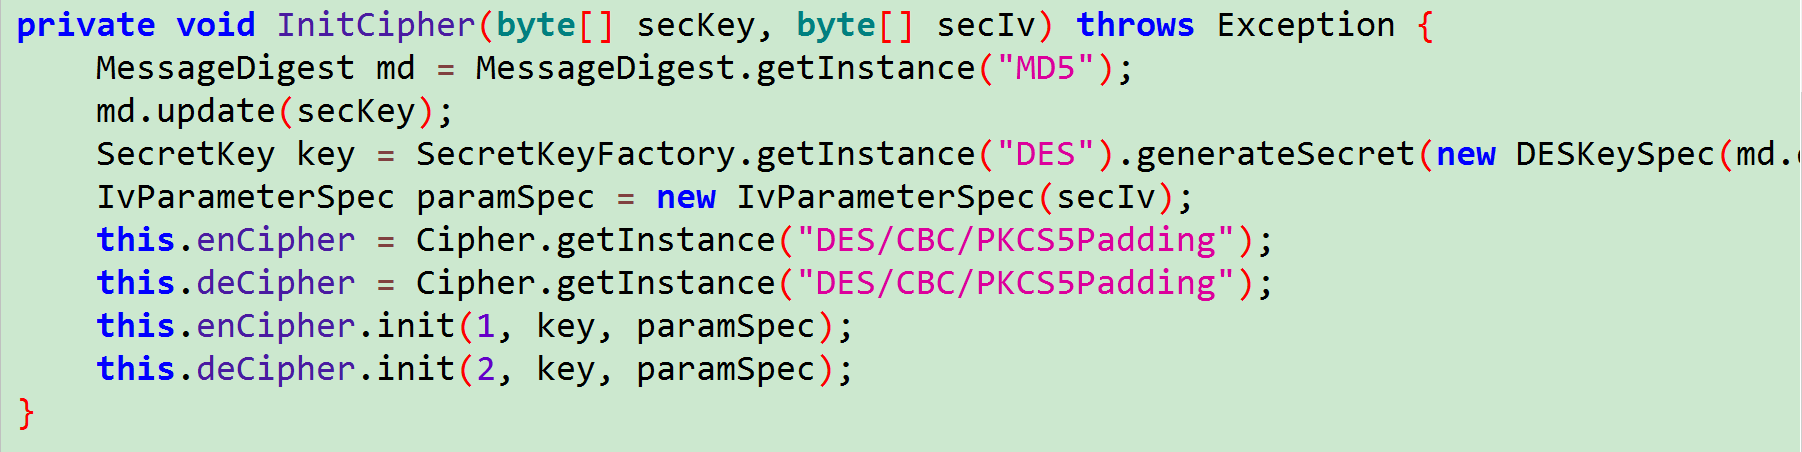 private void InitCipher(byte[] secKey, byte[] secIv) throws Exception {
MessageDigest md = MessageDigest.getInstance("MD5");
md.update(secKey);
SecretKey key = SecretKeyFactory.getInstance("DES").generateSecret(new DESKeySpec(md.
IvParameterSpec paramSpec = new IvParameterSpec(secIv);
this.enCipher = Cipher.getInstance("DES/CBC/PKCS5Padding");
this.deCipher = Cipher.getInstance("DES/CBC/PKCS5Padding");
this.enCipher.init(1, key, paramSpec);
this.deCipher.init(2, key, paramSpec);
}